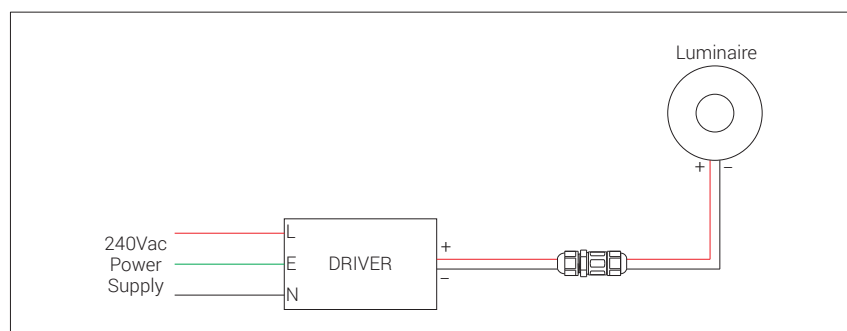 Luminaire
+ –
240Vac
Power
Supply
L
E
N
DRIVER
+
–